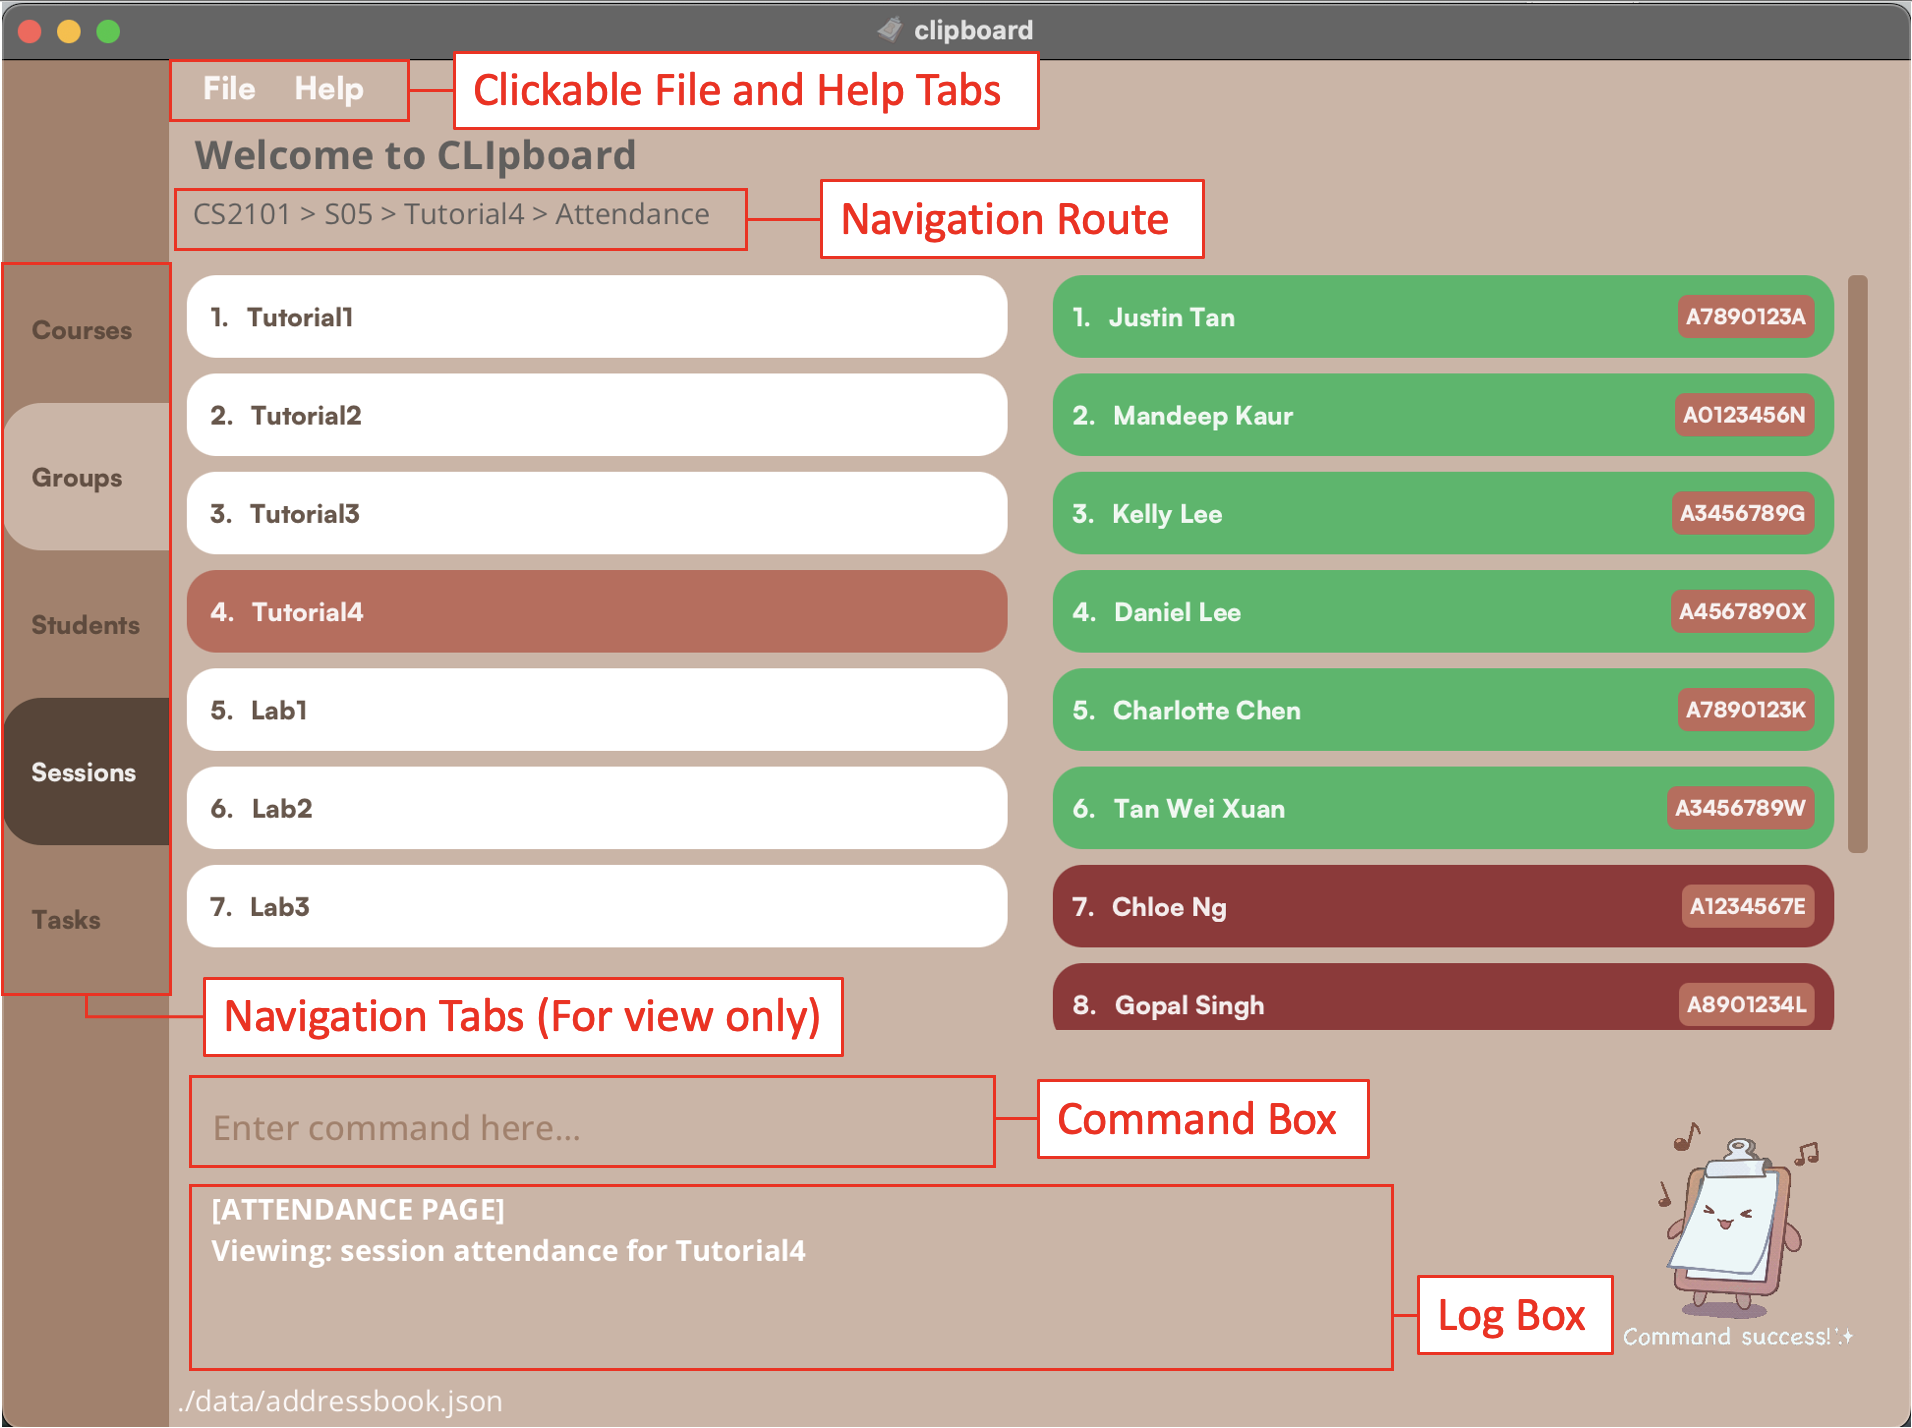 clipboard
File Help
Clickable File and Help Tabs
Welcome to CLIpboard
CS2101 > S05 > Tutorial4 > Attendance
Navigation Route
Courses
Groups
Students
Sessions
Tasks
Navigation Tabs (For view only)
1. Tutorial1
2. Tutorial2
3. Tutorial3
4. Tutorial4
5. Lab1
6. Lab2
7. Lab3
1. Justin Tan A7890123A
2. Mandeep Kaur A0123456N
3. Kelly Lee A3456789G
4. Daniel Lee A4567890X
5. Charlotte Chen A7890123K
6. Tan Wei Xuan A3456789W
7. Chloe Ng A1234567E
8. Gopal Singh A8901234L
Enter command here...
Command Box
[ATTENDANCE PAGE]
Viewing: session attendance for Tutorial4
Log Box
Command success!
./data/addressbook.json